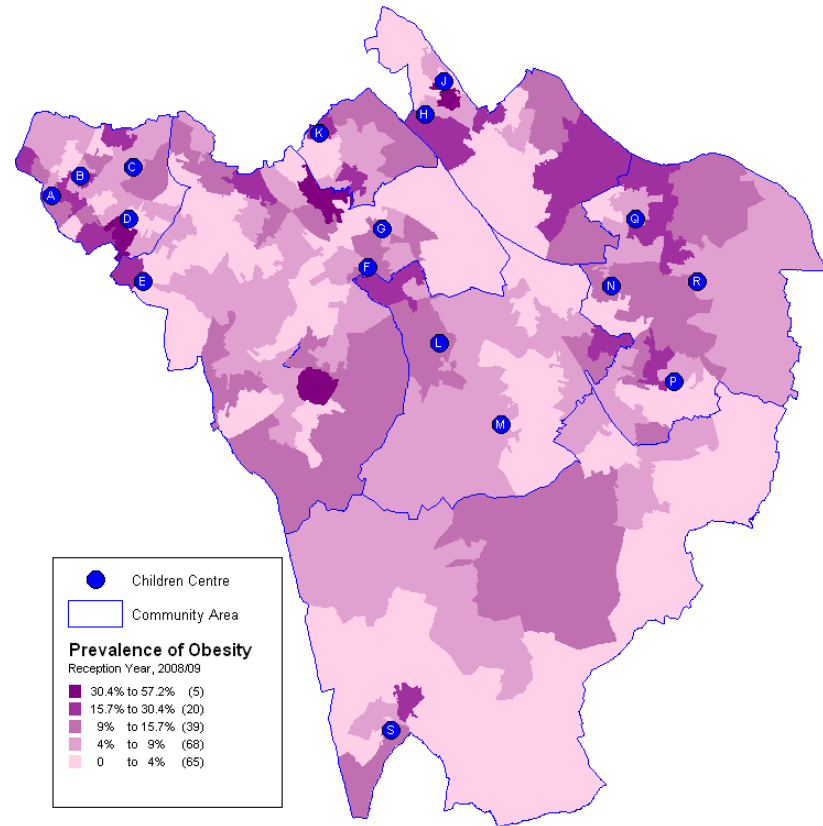 J
H
K
C
B
A
D
Q
G
F
E
N
R
L
P
M
S
Children Centre
Community Area
Prevalence of Obesity
Reception Year, 2008/09
30.4% to 57.2% (5)
15.7% to 30.4% (20)
9% to 15.7% (39)
4% to 9% (68)
0 to 4% (65)